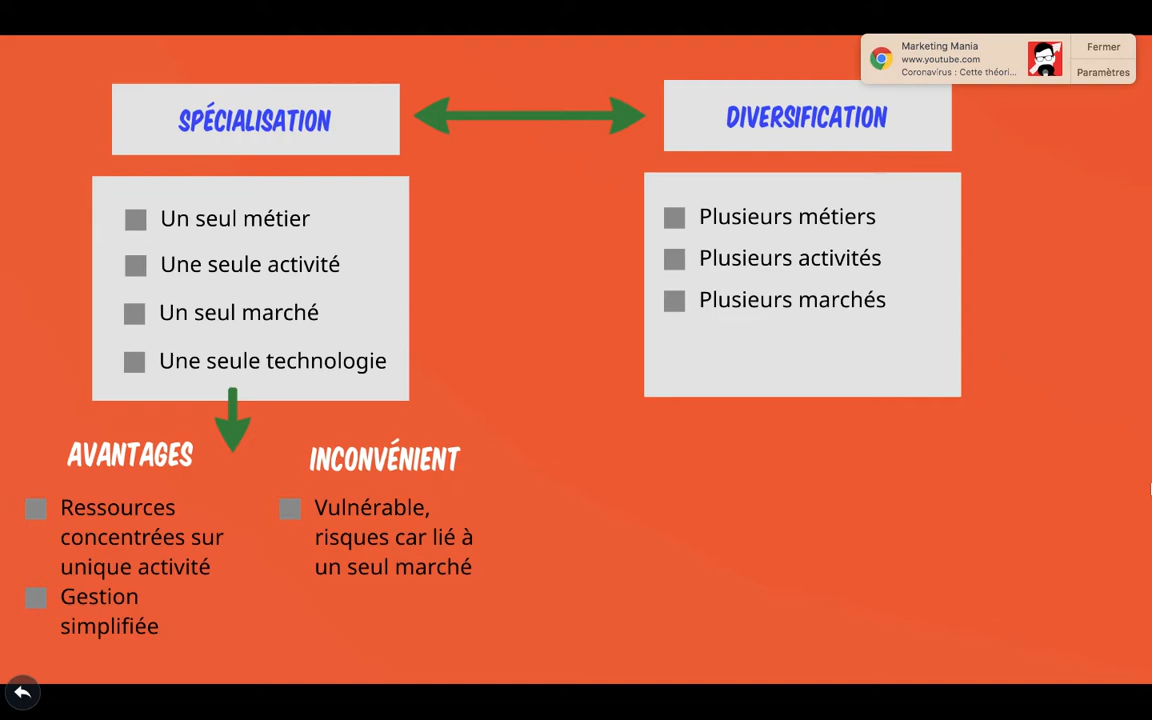 Marketing Mania
www.youtube.com
Coronavirus : Cette théori...
Fermer
Paramètres
SPÉCIALISATION
DIVERSIFICATION
Un seul métier
Une seule activité
Un seul marché
Une seule technologie
Plusieurs métiers
Plusieurs activités
Plusieurs marchés
AVANTAGES
Ressources
concentrées sur
unique activité
Gestion
simplifiée
INCONVÉNIENT
Vulnérable,
risques car lié à
un seul marché